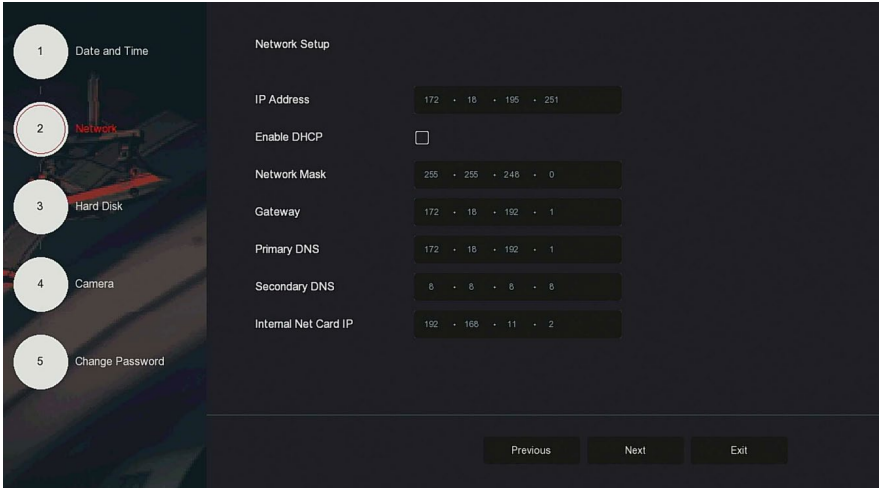 1 Date and Time
2 Network
3 Hard Disk
4 Camera
5 Change Password
Network Setup
IP Address 172 . 18 . 195 . 251
Enable DHCP
Network Mask 255 . 255 . 248 . 0
Gateway 172 . 18 . 192 . 1
Primary DNS 172 . 18 . 192 . 1
Secondary DNS 8 . 8 . 8 . 8
Internal Net Card IP 192 . 168 . 11 . 2
Previous Next Exit